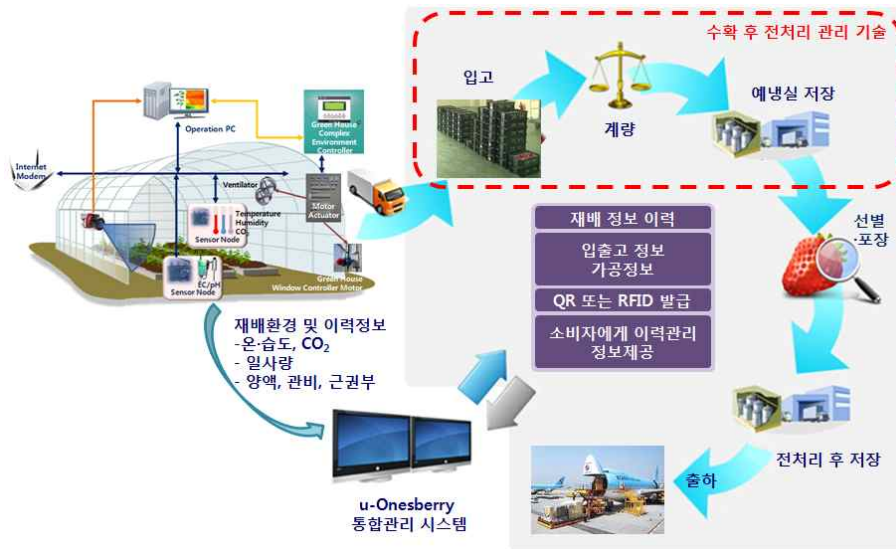 수확 후 전처리 관리 기술
입고
계량
예냉실 저장
Operation PC
Green House
Complex
Environment
Controller
Internet
Modem
Ventilator
Motor
Actuator
Temperature
Humidity
CO₂
Sensor Node
EC/pH
Sensor Node
Green House
Window Controller Motor
재배 정보 이력
입출고 정보
가공정보
QR 또는 RFID 발급
소비자에게 이력관리
정보제공
선별
·포장
재배환경 및 이력정보
-온·습도, CO₂
- 일사량
- 양액, 관비, 근권부
전처리 후 저장
출하
u-Onesberry
통합관리 시스템